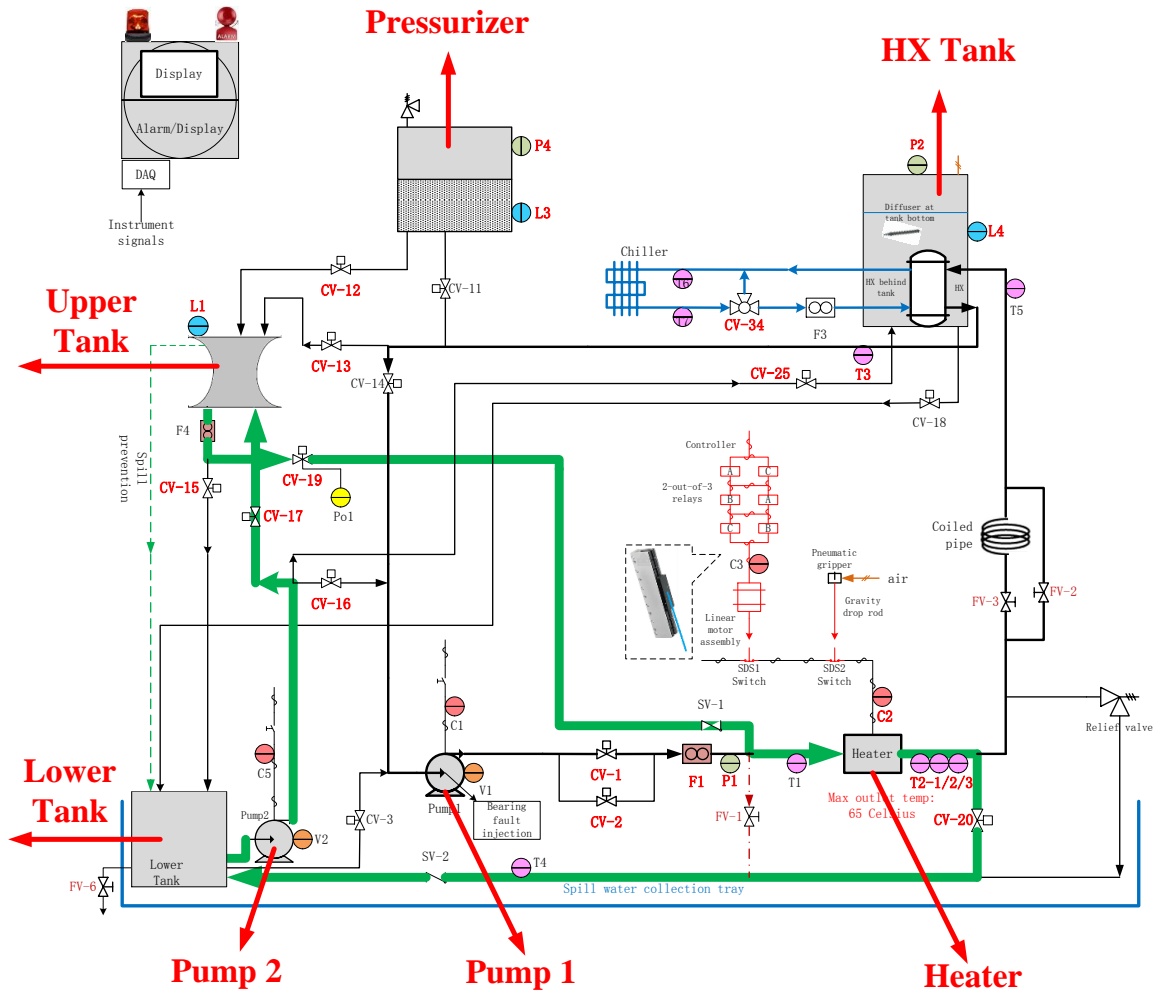 Pressurizer
HX Tank
ALARM
Display
Alarm/Display
DAQ
Instrument
signals
P4
L3
P2
Diffuser at
tank bottom
L4
Chiller
T6
T7
HX behind
tank
HX
T5
CV-12
CV-11
CV-34
F3
Upper
Tank
L1
CV-13
CV-14
CV-25
T3
CV-18
F4
Spill
prevention
CV-15
CV-19
Po1
CV-17
CV-16
Controller
A
C
2-out-of-3
relays
B
A
C
B
C3
Pneumatic
gripper
air
Linear
motor
assembly
Gravity
drop rod
SDS1
Switch
SDS2
Switch
Coiled
pipe
FV-3
FV-2
C1
C5
C2
SV-1
Relief valve
Lower
Tank
Pump2
V2
CV-3
Pump1
V1
Bearing
fault
injection
CV-1
CV-2
F1
P1
T1
Heater
T2-1/2/3
Max outlet temp:
65 Celsius
CV-20
FV-1
Lower
Tank
FV-6
SV-2
T4
Spill water collection tray
Pump 2
Pump 1
Heater